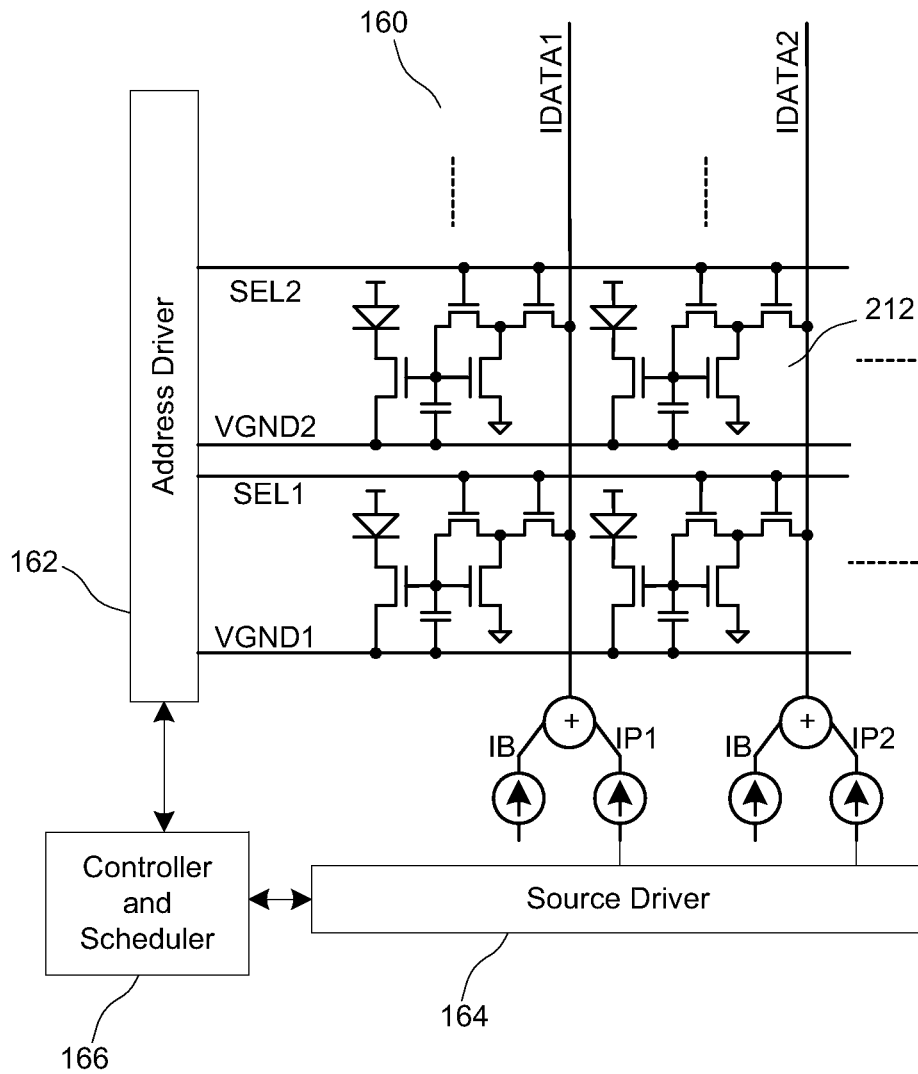 160
IDATA1
IDATA2
Address Driver
SEL2
212
VGND2
SEL1
162
VGND1
+
+
IB
IP1
IB
IP2
Controller
and
Scheduler
Source Driver
164
166